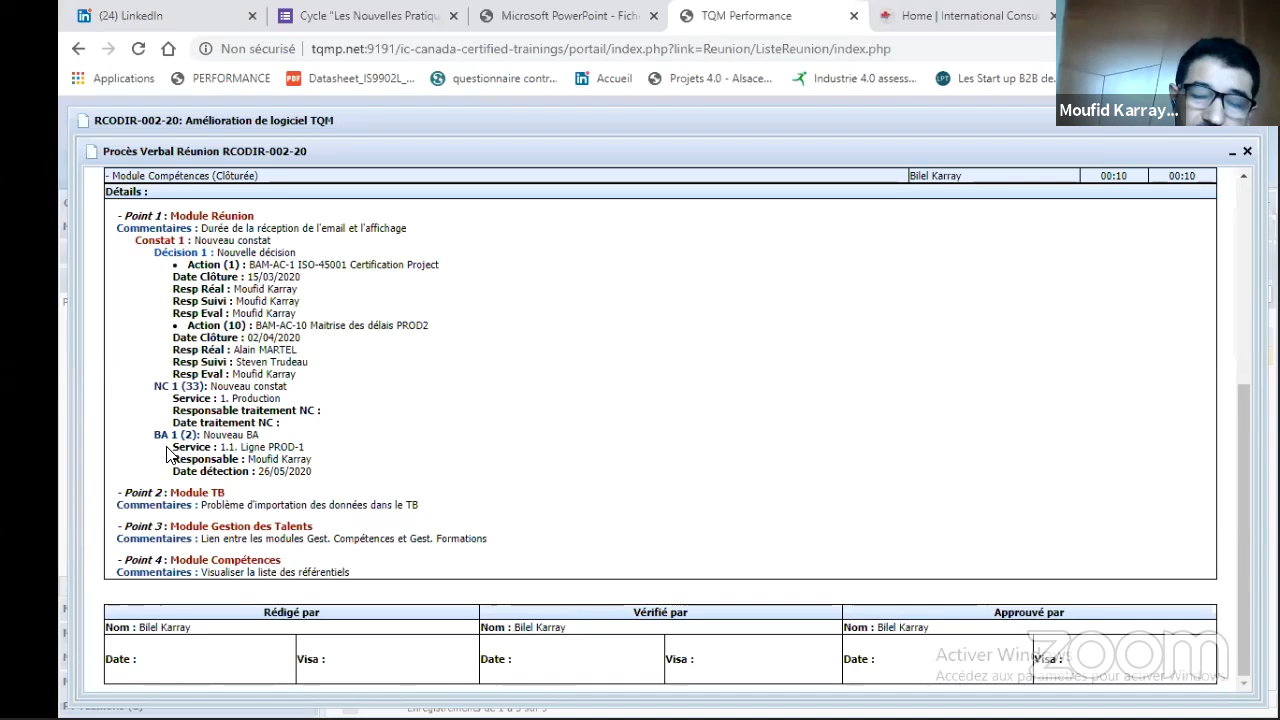 (24) LinkedIn
Cycle "Les Nouvelles Pratiqu
Microsoft PowerPoint - Fich
TQM Performance
Home | International Consu
Non sécurisé
tqmp.net:9191/ic-canada-certified-trainings/portail/index.php?link=Reunion/ListeReunion/index.php
Applications
PERFORMANCE
PDF
Datasheet_IS9902L_...
questionnaire contr...
Accueil
Projets 4.0 - Alsace...
Industrie 4.0 assess...
LPT
Les Start up B2B de
Moufid Karray...
RCODIR-002-20: Amélioration de logiciel TQM
Procès Verbal Réunion RCODIR-002-20
- Module Compétences (Clôturée)
Bilel Karray
00:10
00:10
Détails :
- Point 1 : Module Réunion
Commentaires : Durée de la réception de l'email et l'affichage
Constat 1 : Nouveau constat
Décision 1 : Nouvelle décision
• Action (1) : BAM-AC-1 ISO-45001 Certification Project
Date Clôture : 15/03/2020
Resp Réal : Moufid Karray
Resp Suivi : Moufid Karray
Resp Eval : Moufid Karray
• Action (10) : BAM-AC-10 Maitrise des délais PROD2
Date Clôture : 02/04/2020
Resp Réal : Alain MARTEL
Resp Suivi : Steven Trudeau
Resp Eval : Moufid Karray
NC 1 (33): Nouveau constat
Service : 1. Production
Responsable traitement NC :
Date traitement NC :
BA 1 (2): Nouveau BA
Service : 1.1. Ligne PROD-1
Responsable : Moufid Karray
Date détection : 26/05/2020
- Point 2 : Module TB
Commentaires : Problème d'importation des données dans le TB
- Point 3 : Module Gestion des Talents
Commentaires : Lien entre les modules Gest. Compétences et Gest. Formations
- Point 4 : Module Compétences
Commentaires : Visualiser la liste des référentiels
Rédigé par
Vérifié par
Approuvé par
Nom : Bilel Karray
Nom : Bilel Karray
Nom : Bilel Karray
Date :
Visa :
Date :
Visa :
Date :
Visa :
Activer Windows
Accédez aux paramètres pour activer Windows.
zoom